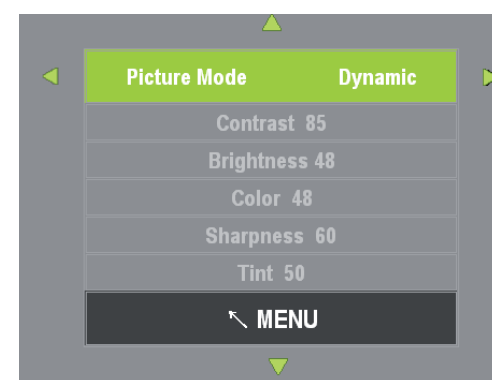 Picture Mode Dynamic
Contrast 85
Brightness 48
Color 48
Sharpness 60
Tint 50
MENU